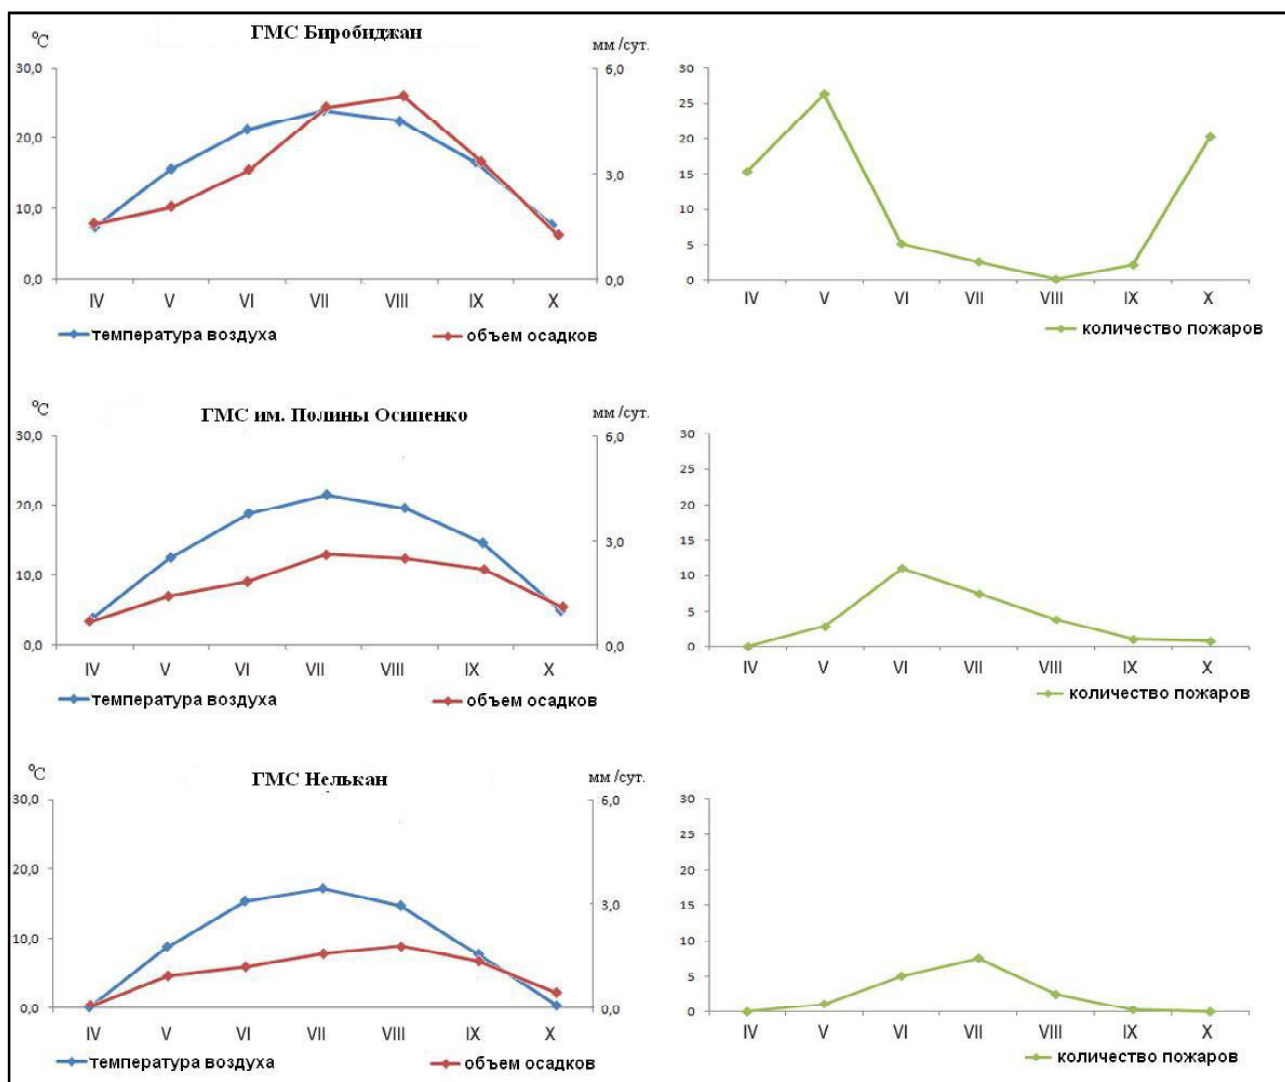 ГМС Биробиджан
°C
мм /сут.
30,0
20,0
10,0
0,0
6,0
3,0
0,0
IV V VI VII VIII IX X
температура воздуха
объем осадков
30
25
20
15
10
5
0
IV V VI VII VIII IX X
количество пожаров
ГМС им. Полины Осипенко
°C
мм /сут.
30,0
20,0
10,0
0,0
6,0
3,0
0,0
IV V VI VII VIII IX X
температура воздуха
объем осадков
30
25
20
15
10
5
0
IV V VI VII VIII IX X
количество пожаров
ГМС Нелькан
°C
мм /сут.
30,0
20,0
10,0
0,0
6,0
3,0
0,0
IV V VI VII VIII IX X
температура воздуха
объем осадков
30
25
20
15
10
5
0
IV V VI VII VIII IX X
количество пожаров